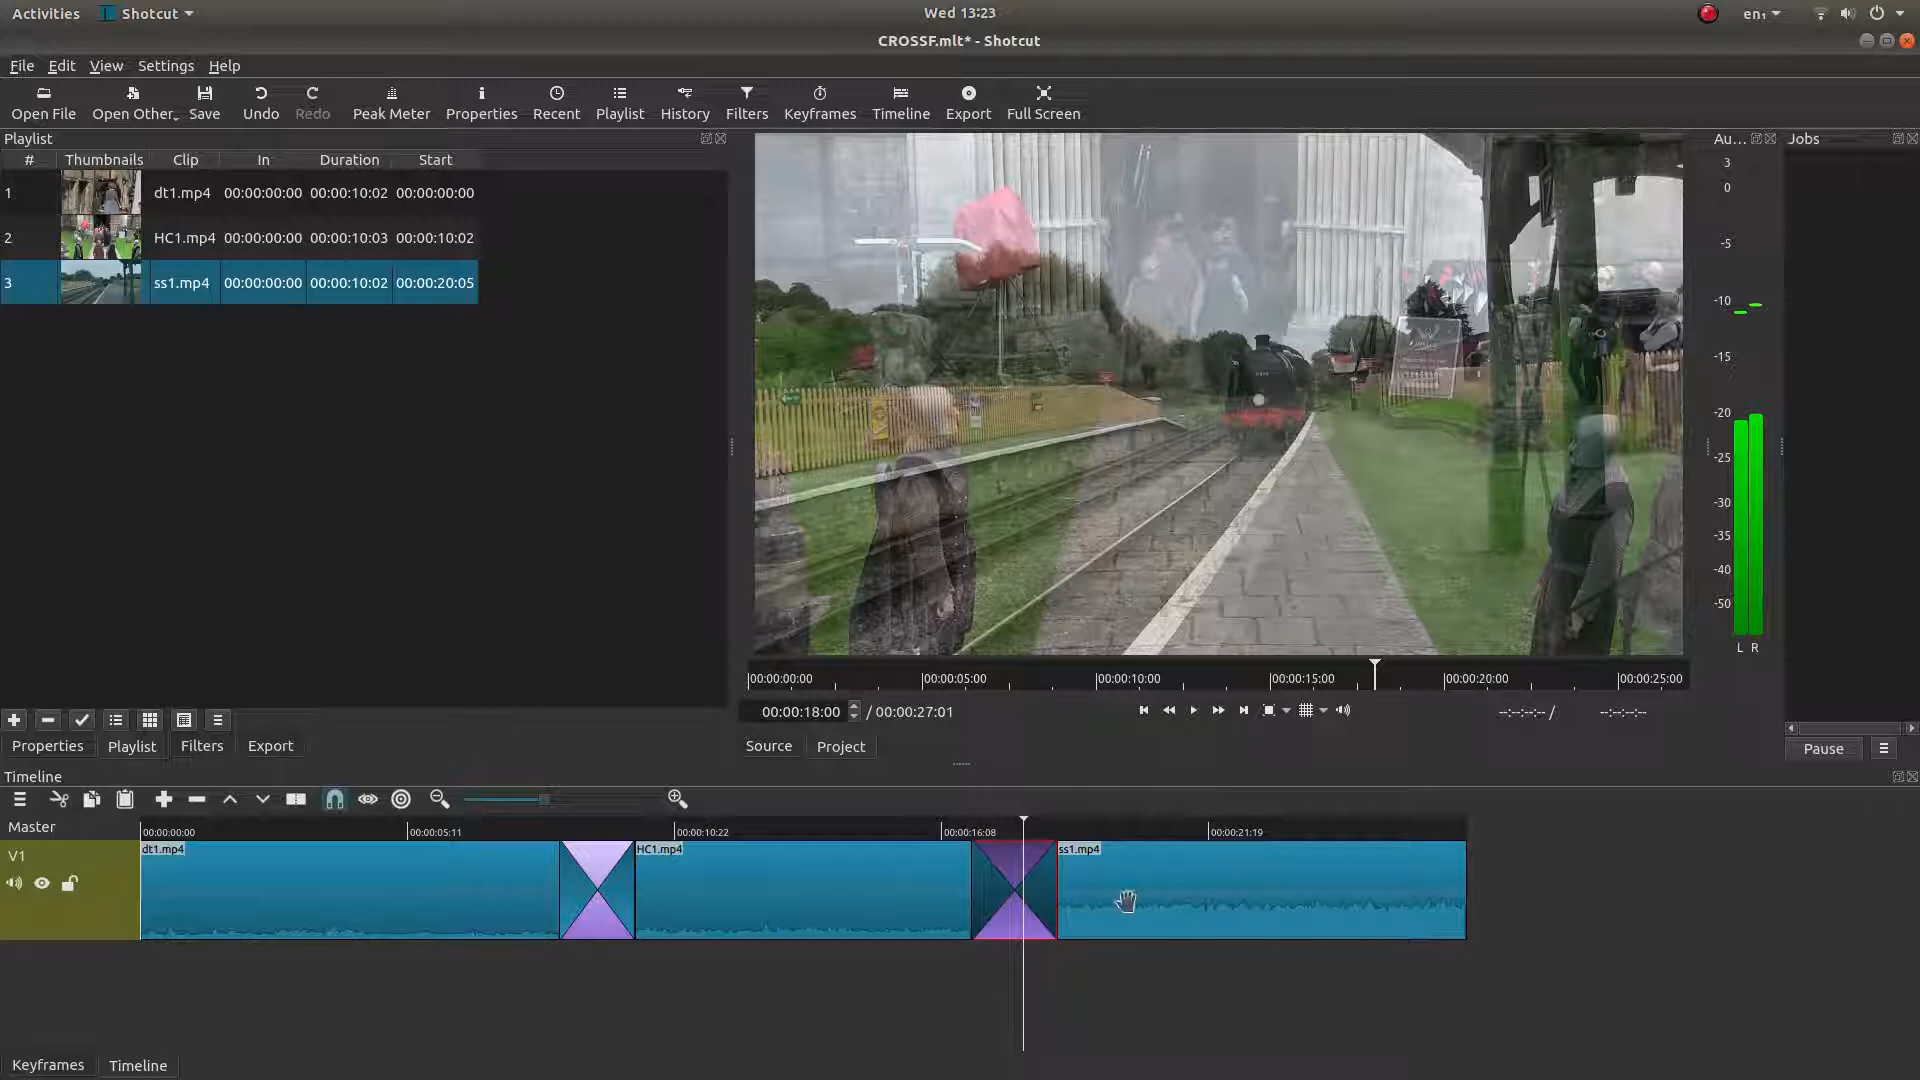 Activities Shotcut Wed 13:23 en₁
CROSSF.mlt* - Shotcut
File Edit View Settings Help
Open File Open Other.. Save Undo Redo Peak Meter Properties Recent Playlist History Filters Keyframes Timeline Export Full Screen
Playlist Au... Jobs
# Thumbnails Clip In Duration Start
1 dt1.mp4 00:00:00:00 00:00:10:02 00:00:00:00
2 HC1.mp4 00:00:00:00 00:00:10:03 00:00:10:02
3 ss1.mp4 00:00:00:00 00:00:10:02 00:00:20:05
3
0
-5
-10
-15
-20
-25
-30
-35
-40
-50
L R
00:00:00:00 00:00:05:00 00:00:10:00 00:00:15:00 00:00:20:00 00:00:25:00
00:00:18:00 / 00:00:27:01 --:--:--:-- / --:--:--:--
Properties Playlist Filters Export Source Project Pause
Timeline
Master 00:00:00:00 00:00:05:11 00:00:10:22 00:00:16:08 00:00:21:19
V1 dt1.mp4 HC1.mp4 ss1.mp4
Keyframes Timeline